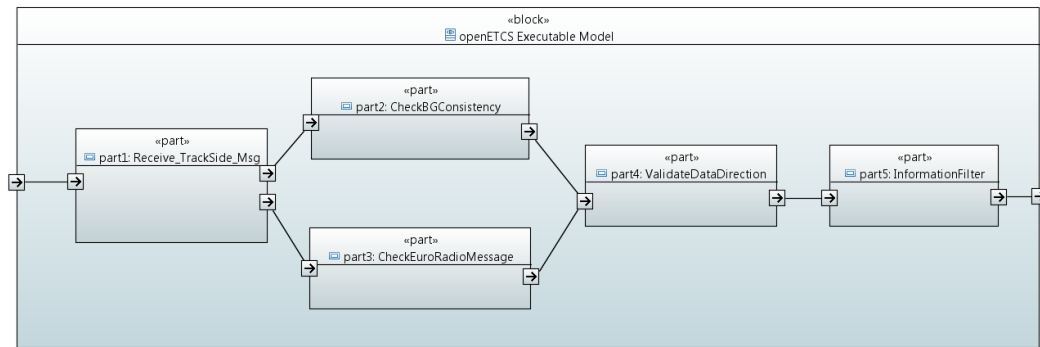 «block»
openETCS Executable Model
«part»
part2: CheckBGConsistency
«part»
part1: Receive_TrackSide_Msg
«part»
part4: ValidateDataDirection
«part»
part5: InformationFilter
«part»
part3: CheckEuroRadioMessage